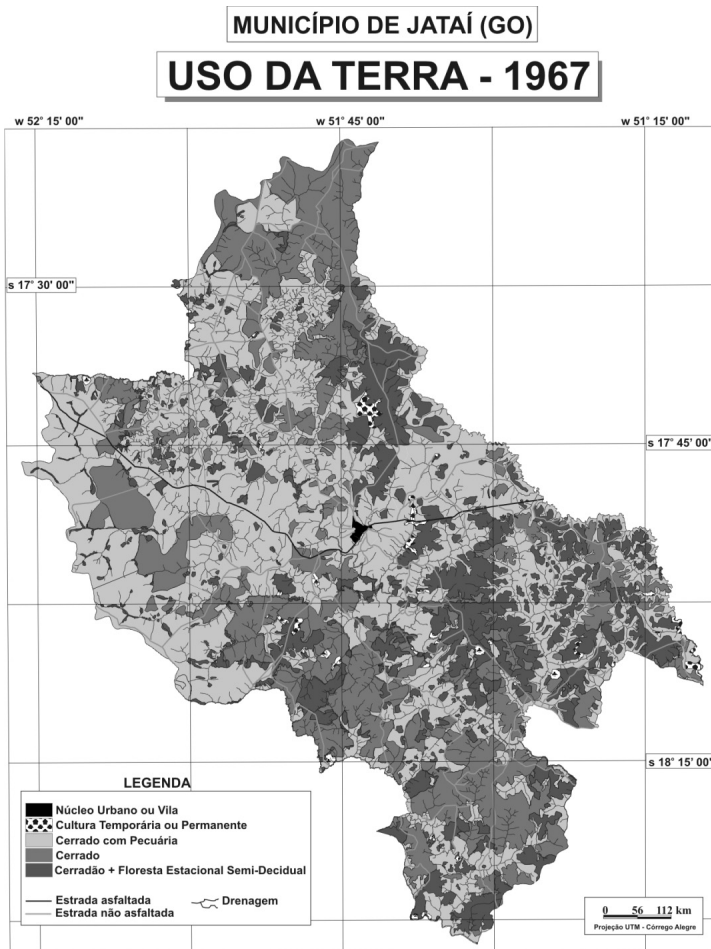 MUNICÍPIO DE JATAÍ (GO)
USO DA TERRA - 1967
w 52° 15' 00"
w 51° 45' 00"
w 51° 15' 00"
s 17° 30' 00"
s 17° 45' 00"
s 18° 15' 00"
LEGENDA
Núcleo Urbano ou Vila
Cultura Temporária ou Permanente
Cerrado com Pecuária
Cerrado
Cerradão + Floresta Estacional Semi-Decidual
Estrada asfaltada
Drenagem
Estrada não asfaltada
0 56 112 km
Projeção UTM - Córrego Alegre